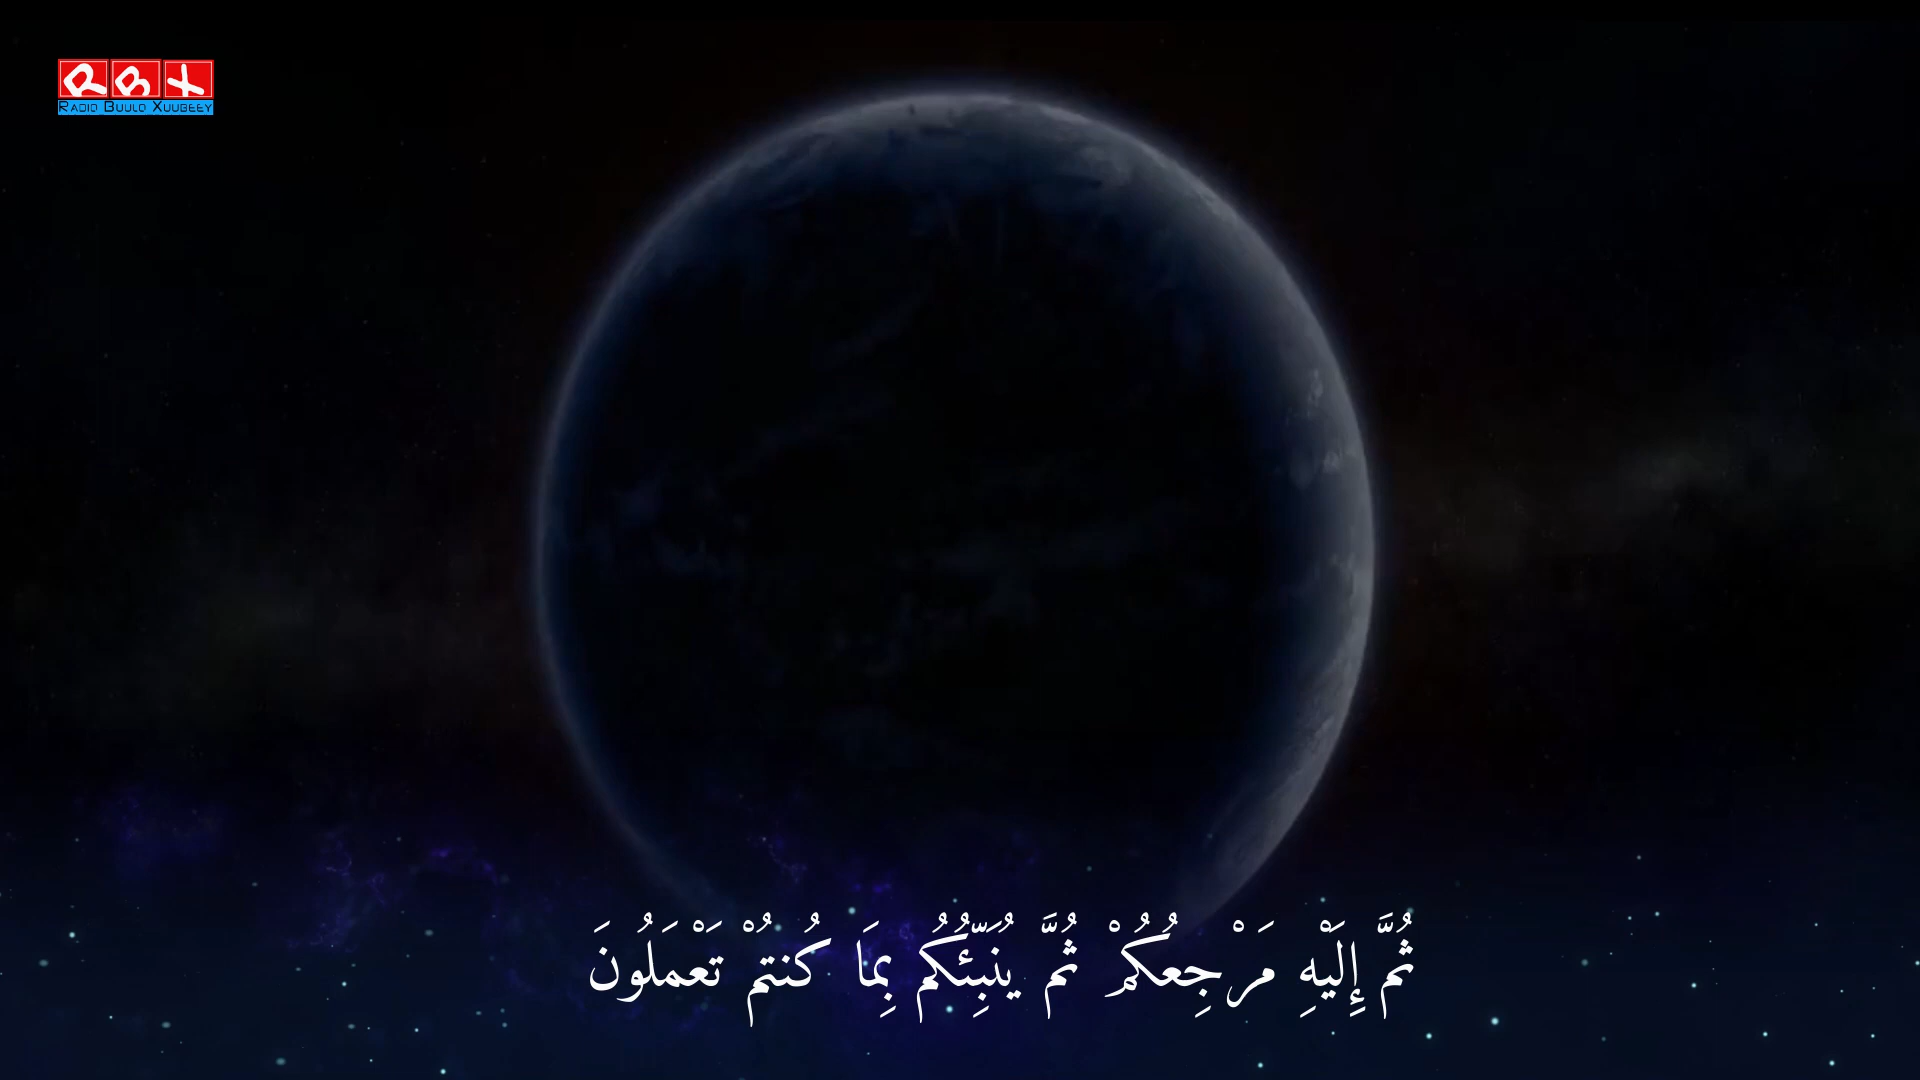 RBX
Radio Buulo Xuubeey
ثُمَّ إِلَيْهِ مَرْجِعُكُمْ ثُمَّ يُنَبِّئُكُم بِمَا كُنتُمْ تَعْمَلُونَ